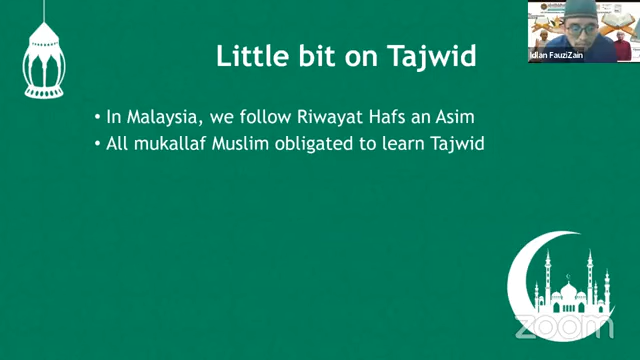 Little bit on Tajwid
• In Malaysia, we follow Riwayat Hafs an Asim
• All mukallaf Muslim obligated to learn Tajwid
Idlan FauziZain
zoom